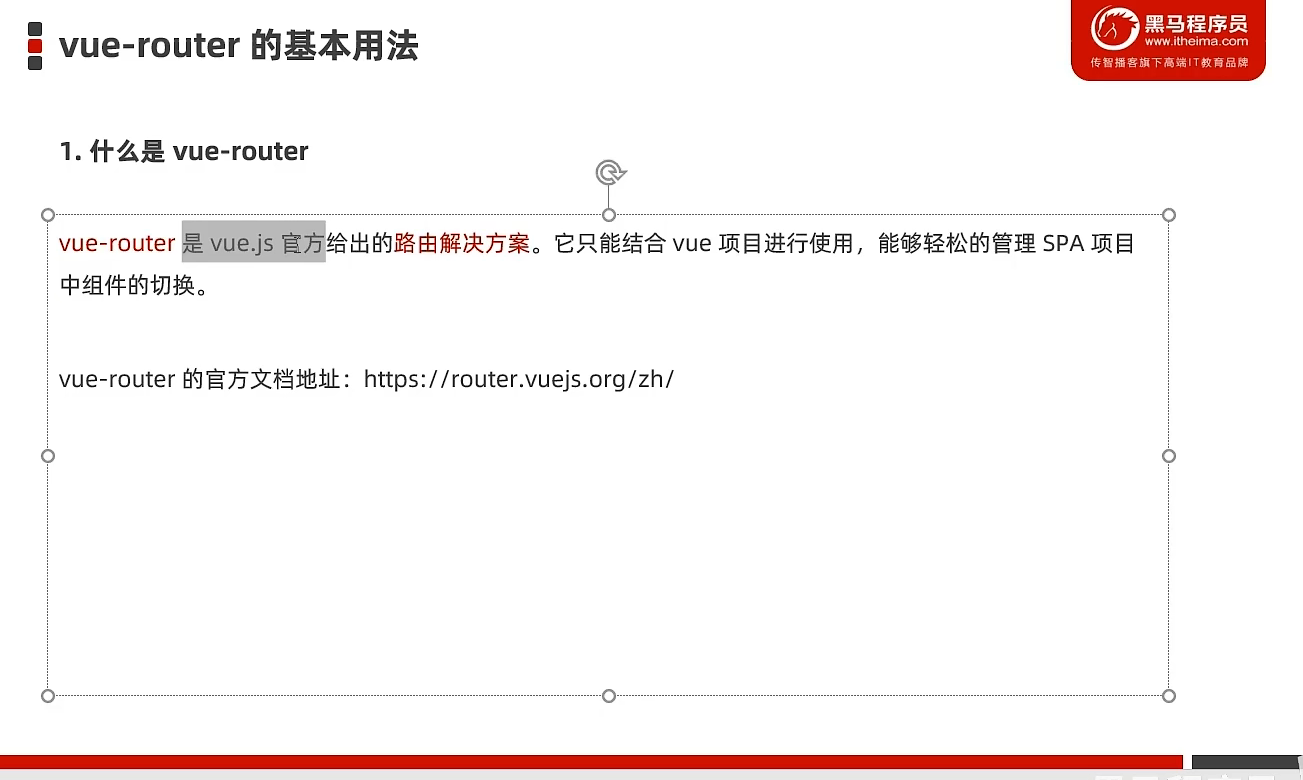 vue-router 的基本用法
黑马程序员
www.itheima.com
传智播客旗下高端IT教育品牌
1. 什么是 vue-router
vue-router 是 vue.js 官方给出的路由解决方案。它只能结合 vue 项目进行使用，能够轻松的管理 SPA 项目
中组件的切换。
vue-router 的官方文档地址：https://router.vuejs.org/zh/